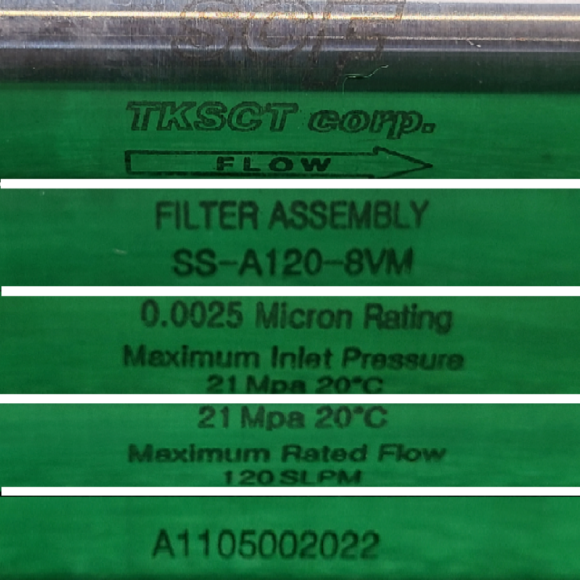 TKSCT corp.
FLOW
FILTER ASSEMBLY
SS-A120-8VM
0.0025 Micron Rating
Maximum Inlet Pressure
21 Mpa 20°C
21 Mpa 20°C
Maximum Rated Flow
120 SLPM
A1105002022